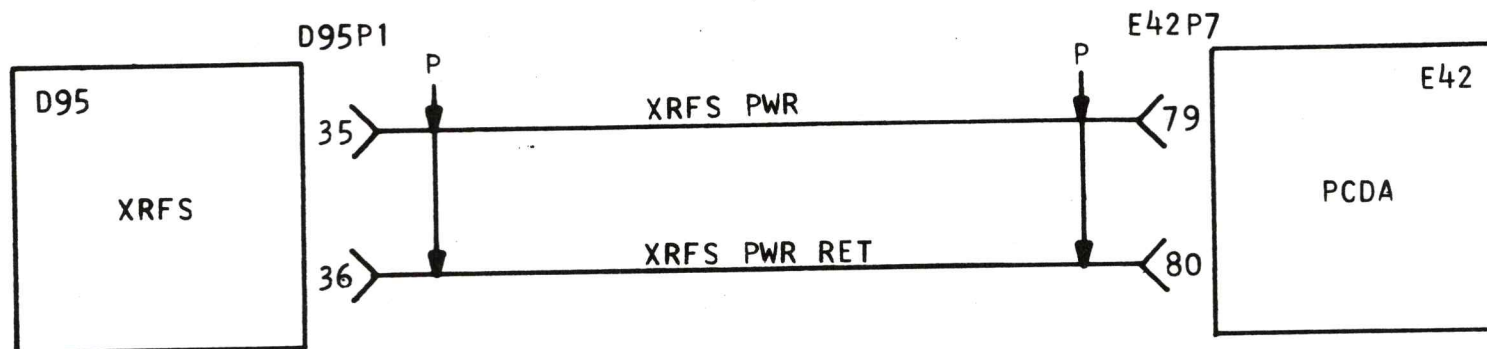 D95P1
E42P7
P
P
D95
E42
35
XRFS PWR
79
XRFS
PCDA
36
XRFS PWR RET
80